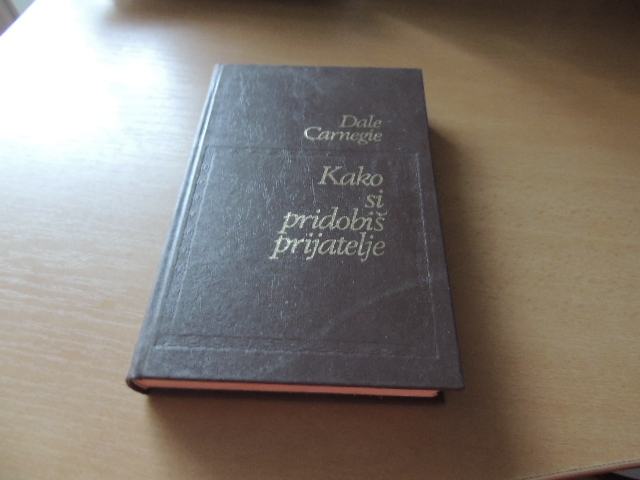 Dale
Carnegie
Kako
si
pridobiš
prijatelje